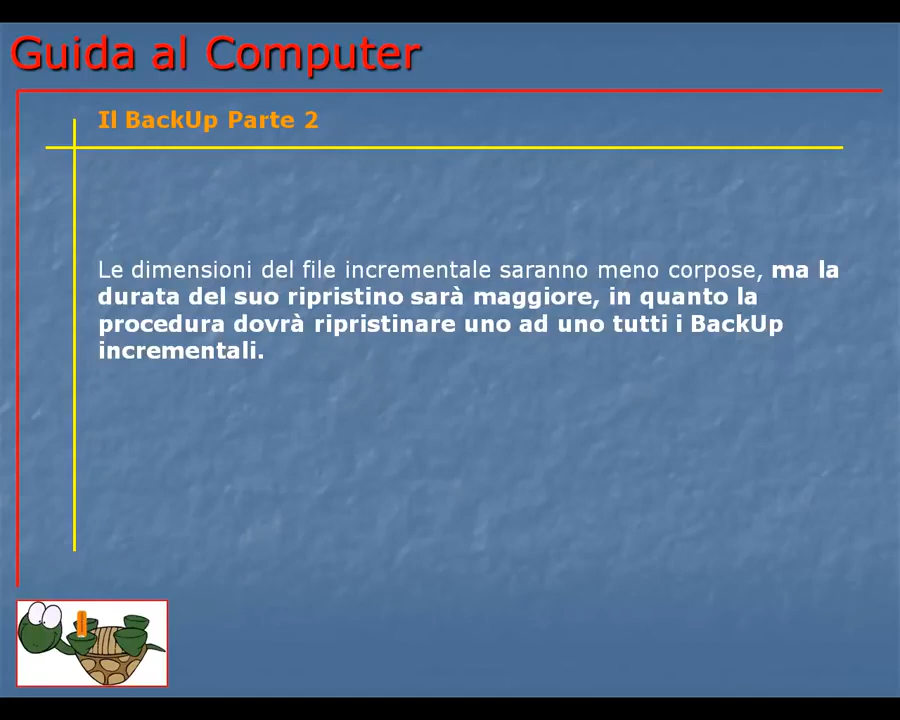 Guida al Computer
Il BackUp Parte 2
Le dimensioni del file incrementale saranno meno corpose, ma la
durata del suo ripristino sarà maggiore, in quanto la
procedura dovrà ripristinare uno ad uno tutti i BackUp
incrementali.